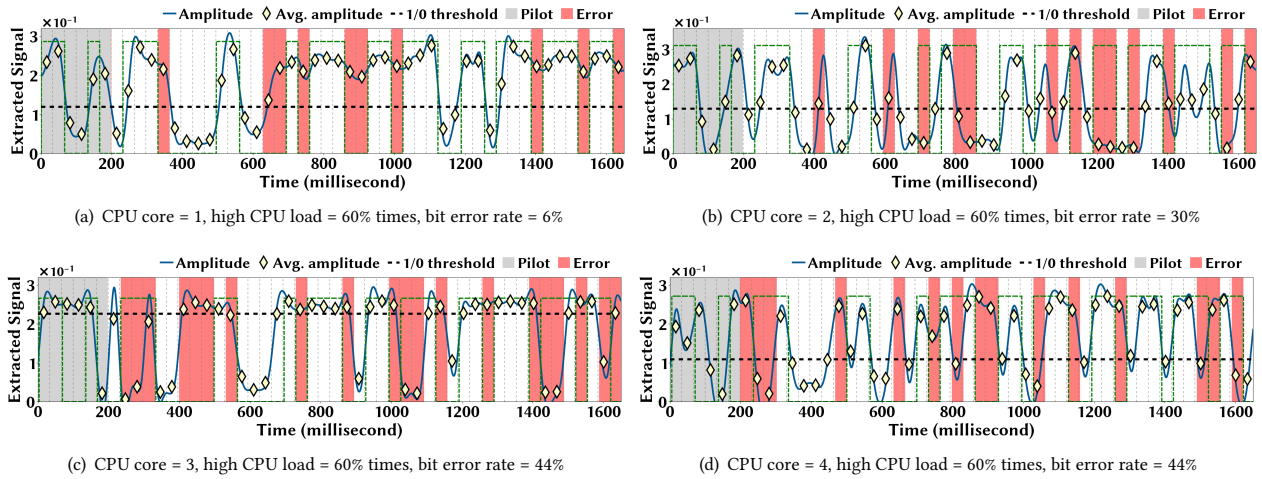 Amplitude Avg. amplitude 1/0 threshold Pilot Error
×10⁻¹
Extracted Signal
3
2
1
0
0 200 400 600 800 1000 1200 1400 1600
Time (millisecond)
(a) CPU core = 1, high CPU load = 60% times, bit error rate = 6%
Amplitude Avg. amplitude 1/0 threshold Pilot Error
×10⁻¹
Extracted Signal
3
2
1
0
0 200 400 600 800 1000 1200 1400 1600
Time (millisecond)
(b) CPU core = 2, high CPU load = 60% times, bit error rate = 30%
Amplitude Avg. amplitude 1/0 threshold Pilot Error
×10⁻¹
Extracted Signal
3
2
1
0
0 200 400 600 800 1000 1200 1400 1600
Time (millisecond)
(c) CPU core = 3, high CPU load = 60% times, bit error rate = 44%
Amplitude Avg. amplitude 1/0 threshold Pilot Error
×10⁻¹
Extracted Signal
3
2
1
0
0 200 400 600 800 1000 1200 1400 1600
Time (millisecond)
(d) CPU core = 4, high CPU load = 60% times, bit error rate = 44%